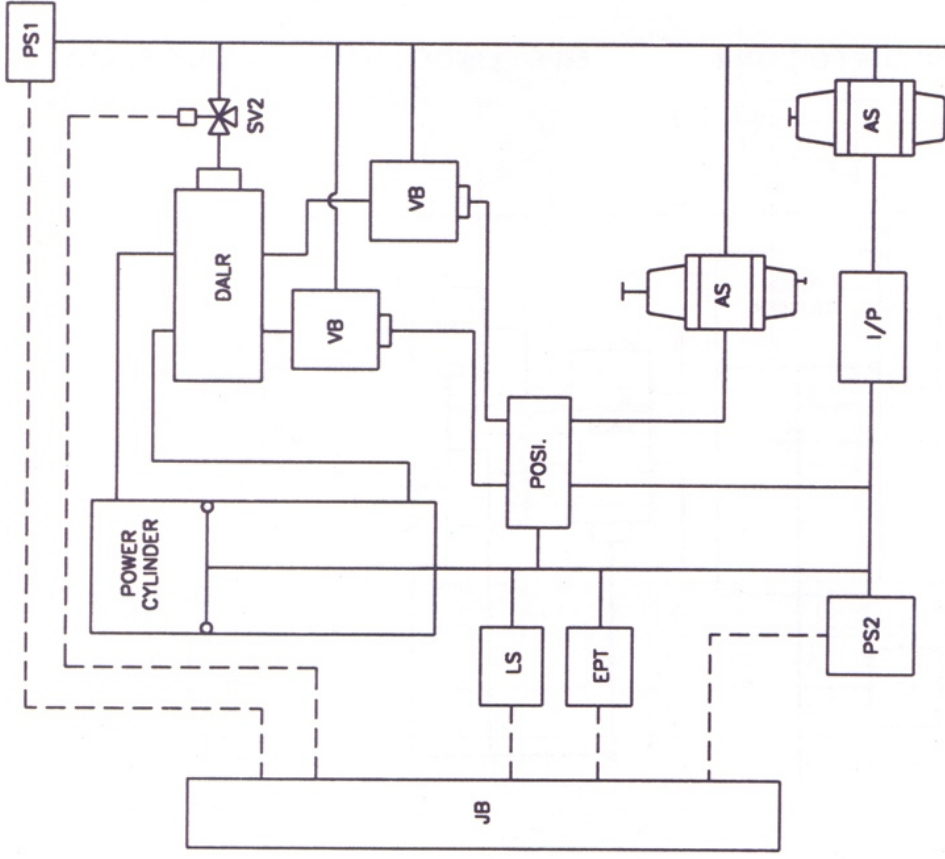 PS1
SV2
DALR
VB
VB
AS
AS
POWER
CYLINDER
POSI.
I/P
LS
EPT
PS2
JB